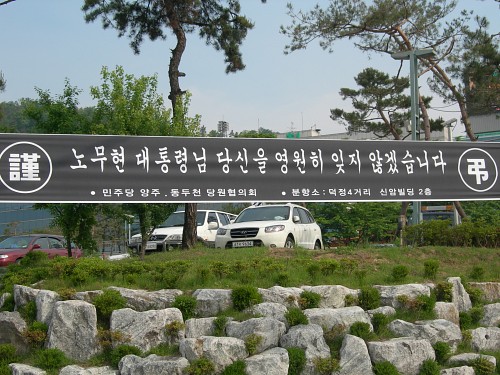 謹 노무현 대통령님 당신을 영원히 잊지 않겠습니다 弔
• 민주당 양주 . 동두천 당원협의회 • 분향소 : 덕정4거리 신암빌딩 2층